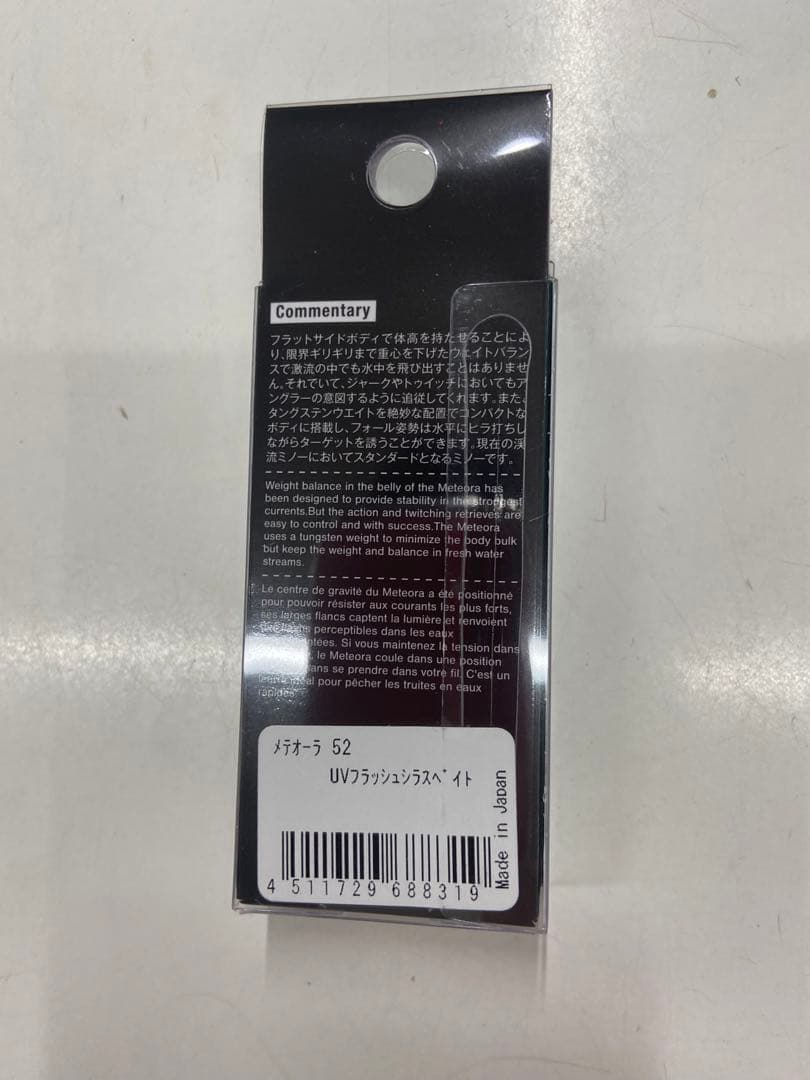 Commentary
フラットサイドボディで体高を持たせることによ
り、限界ギリギリまで重心を下げたウェイトバラン
スで激流の中でも水中を飛び出すことはありませ
ん。それでいて、ジャークやトゥイッチにおいてもア
ングラーの意図するように追従してくれます。また、
タングステンウエイトを絶妙な配置でコンパクトな
ボディに搭載し、フォール姿勢は水平にヒラ打ちし
ながらターゲットを誘うことができます。現在の渓
流ミノーにおいてスタンダードとなるミノーです。
Weight balance in the belly of the Meteora has
been designed to provide stability in the strongest
currents.But the action and twitching retrieves are
easy to control and with success.The Meteora
uses a tungsten weight to minimize the body bulk
but keep the weight and balance in fresh water
streams.
Le centre de gravité du Meteora a été positionné
pour pouvoir résister aux courants les plus forts,
ses larges flancs captent la lumière et renvoient
perceptibles dans les eaux
Si vous maintenez la tension dans
le Meteora coule dans une position
sans se prendre dans votre fil. C'est un
idéal pour pêcher les truites en eaux
rapides.
ﾒﾃｵｰﾗ 52
UVﾌﾗｯｼｭｼﾗｽﾍﾞｲﾄ
4 511729 688319
Made in Japan